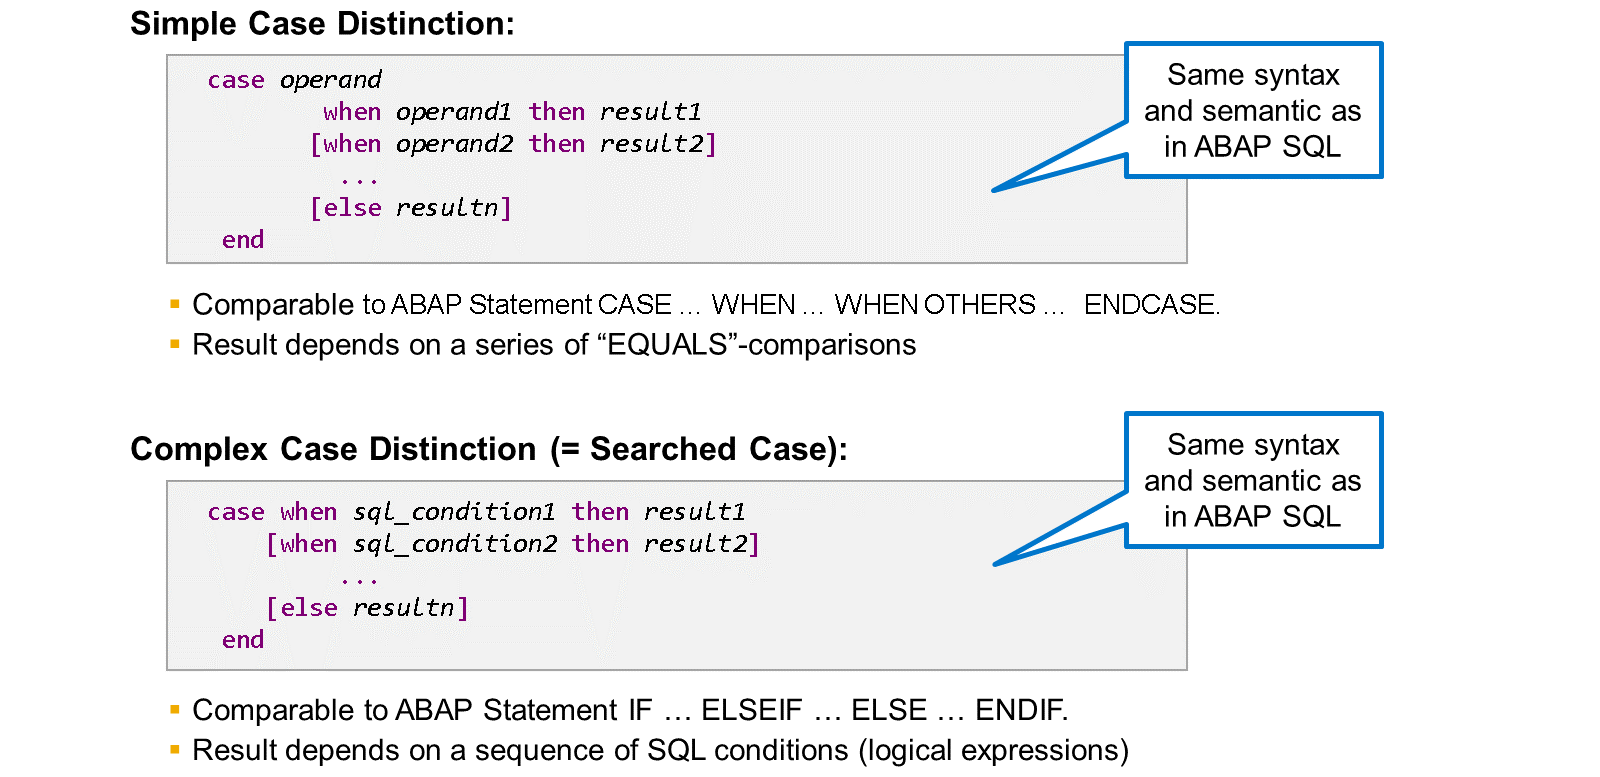 Simple Case Distinction:
case operand
when operand1 then result1
[when operand2 then result2]
...
[else resultn]
end
Same syntax
and semantic as
in ABAP SQL
Comparable to ABAP Statement CASE ... WHEN ... WHEN OTHERS ... ENDCASE.
Result depends on a series of “EQUALS”-comparisons
Complex Case Distinction (= Searched Case):
case when sql_condition1 then result1
[when sql_condition2 then result2]
...
[else resultn]
end
Same syntax
and semantic as
in ABAP SQL
Comparable to ABAP Statement IF ... ELSEIF ... ELSE ... ENDIF.
Result depends on a sequence of SQL conditions (logical expressions)